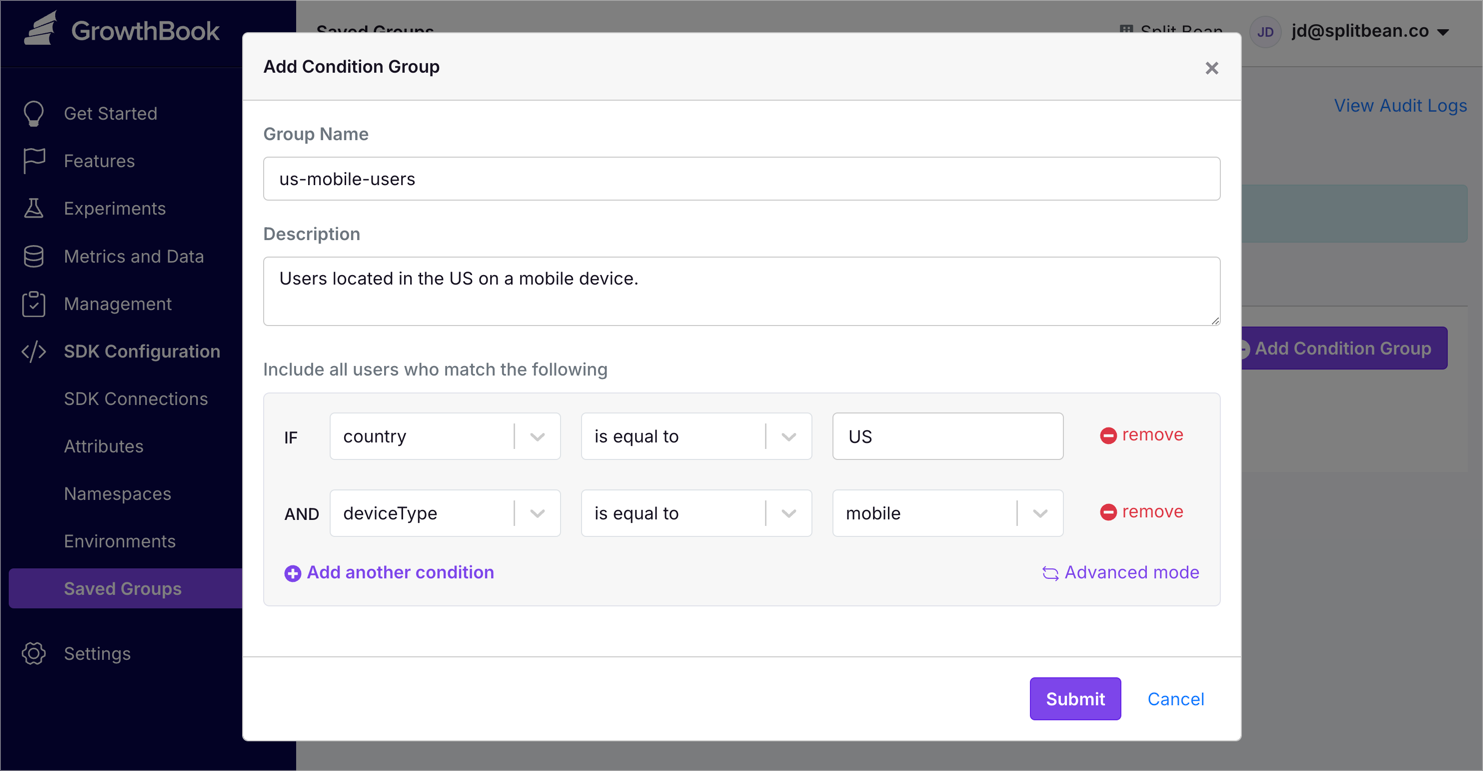 GrowthBook
Get Started
Features
Experiments
Metrics and Data
Management
SDK Configuration
SDK Connections
Attributes
Namespaces
Environments
Saved Groups
Settings
Saved Groups
Split Bean
JD
jd@splitbean.co
View Audit Logs
Add Condition Group
Add Condition Group
Group Name
us-mobile-users
Description
Users located in the US on a mobile device.
Include all users who match the following
IF country is equal to US remove
AND deviceType is equal to mobile remove
Add another condition Advanced mode
Submit Cancel